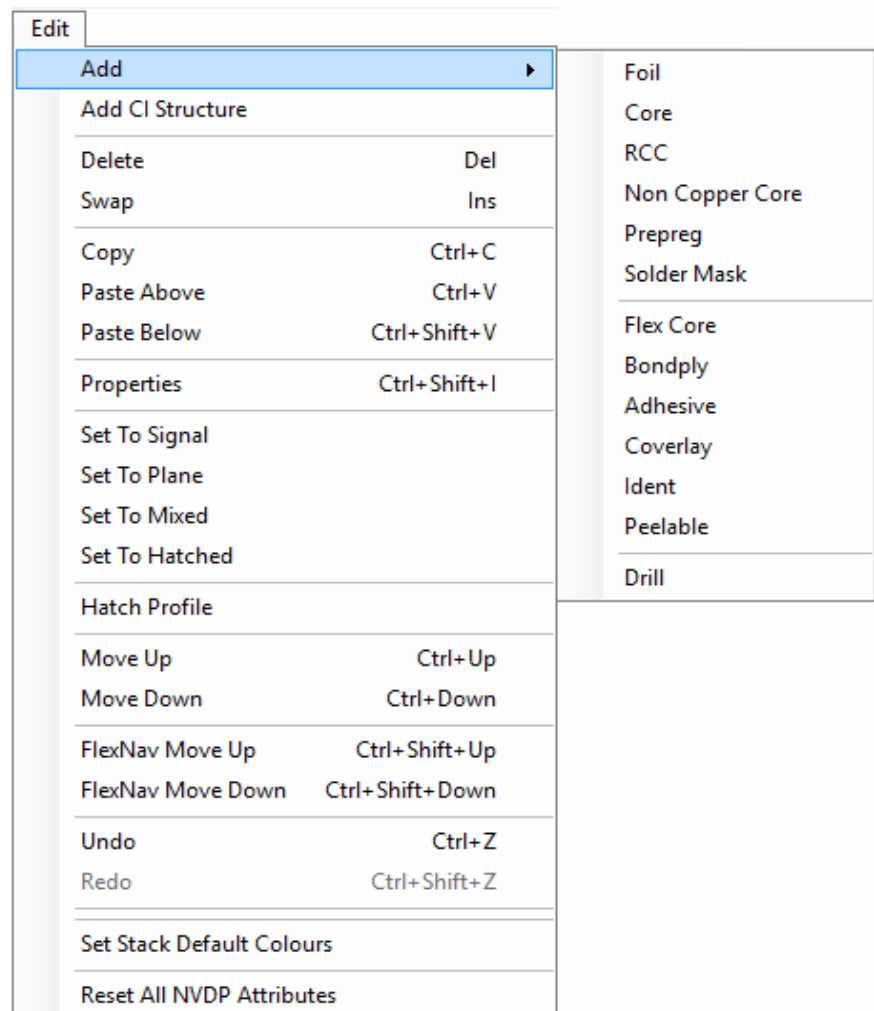 Edit
Add
Add CI Structure
Delete Del
Swap Ins
Copy Ctrl+C
Paste Above Ctrl+V
Paste Below Ctrl+Shift+V
Properties Ctrl+Shift+I
Set To Signal
Set To Plane
Set To Mixed
Set To Hatched
Hatch Profile
Move Up Ctrl+Up
Move Down Ctrl+Down
FlexNav Move Up Ctrl+Shift+Up
FlexNav Move Down Ctrl+Shift+Down
Undo Ctrl+Z
Redo Ctrl+Shift+Z
Set Stack Default Colours
Reset All NVDP Attributes
Foil
Core
RCC
Non Copper Core
Prepreg
Solder Mask
Flex Core
Bondply
Adhesive
Coverlay
Ident
Peelable
Drill